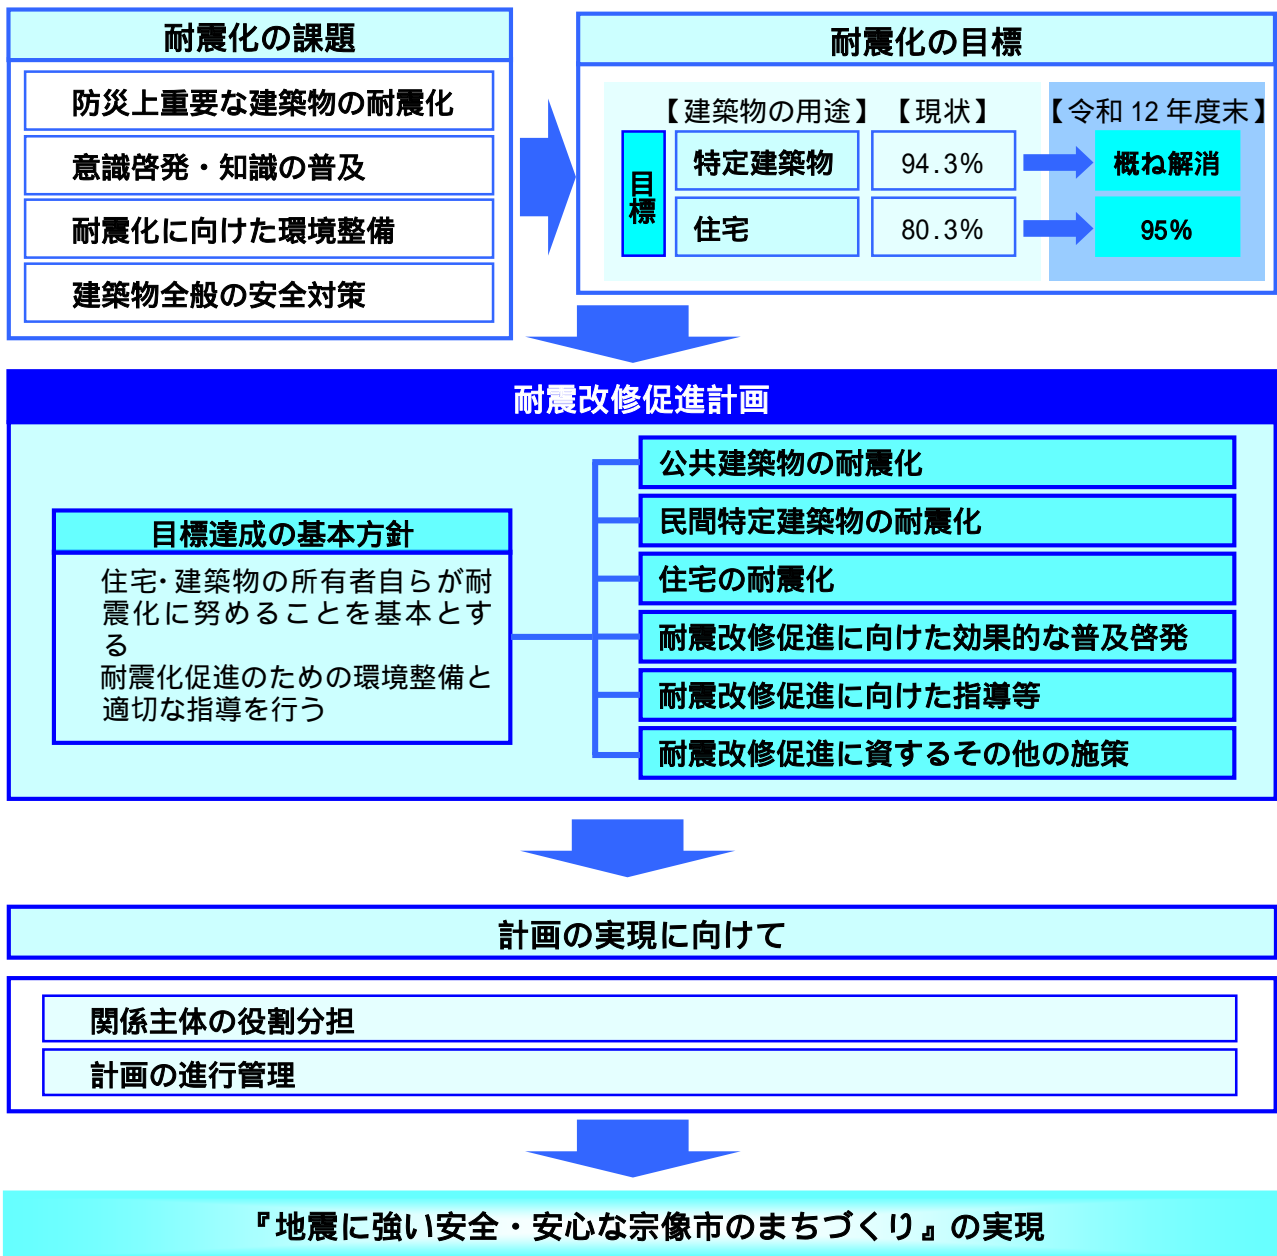 耐震化の課題
防災上重要な建築物の耐震化
意識啓発・知識の普及
耐震化に向けた環境整備
建築物全般の安全対策
耐震化の目標
【建築物の用途】 【現状】 【令和 12 年度末】
目標
特定建築物 94.3% 概ね解消
住宅 80.3% 95%
耐震改修促進計画
目標達成の基本方針
住宅・建築物の所有者自らが耐
震化に努めることを基本とす
る
耐震化促進のための環境整備と
適切な指導を行う
公共建築物の耐震化
民間特定建築物の耐震化
住宅の耐震化
耐震改修促進に向けた効果的な普及啓発
耐震改修促進に向けた指導等
耐震改修促進に資するその他の施策
計画の実現に向けて
関係主体の役割分担
計画の進行管理
『地震に強い安全・安心な宗像市のまちづくり』の実現